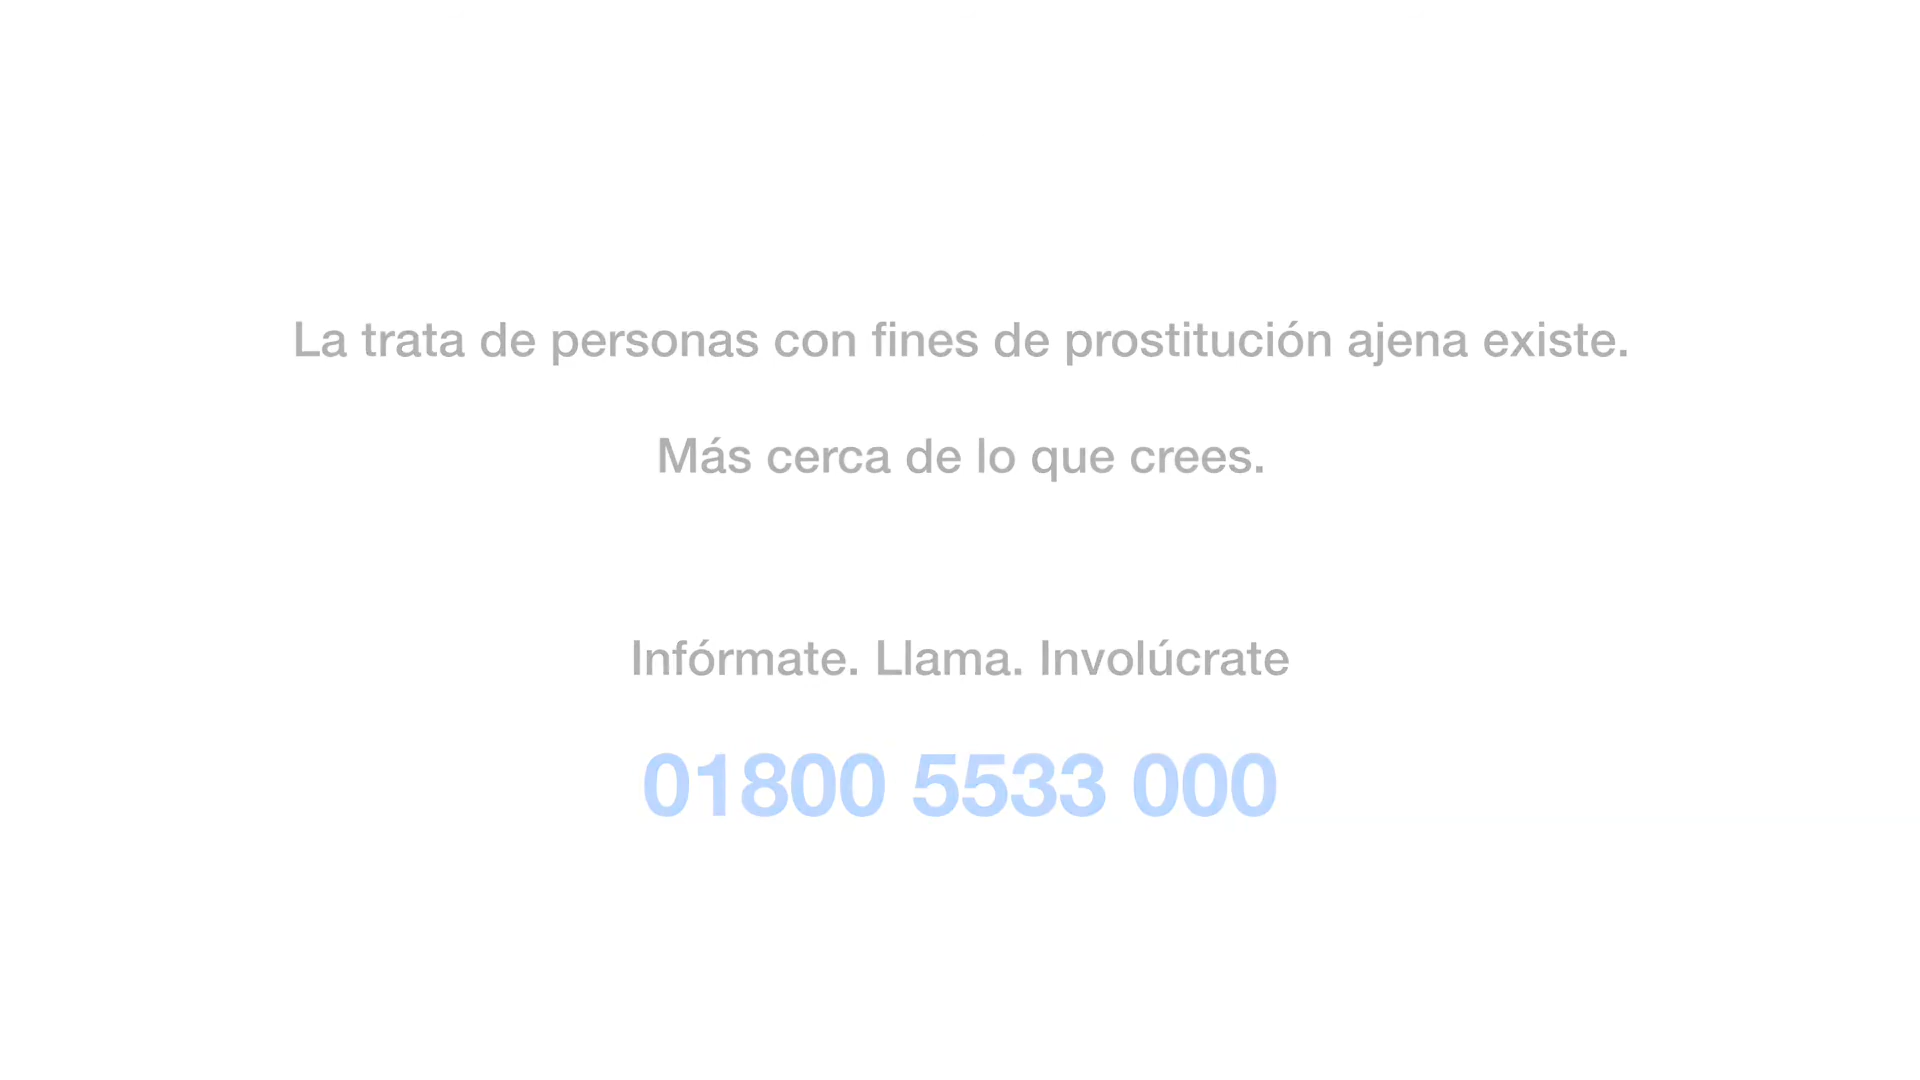 La trata de personas con fines de prostitución ajena existe.
Más cerca de lo que crees.
Infórmate. Llama. Involúcrate
01800 5533 000